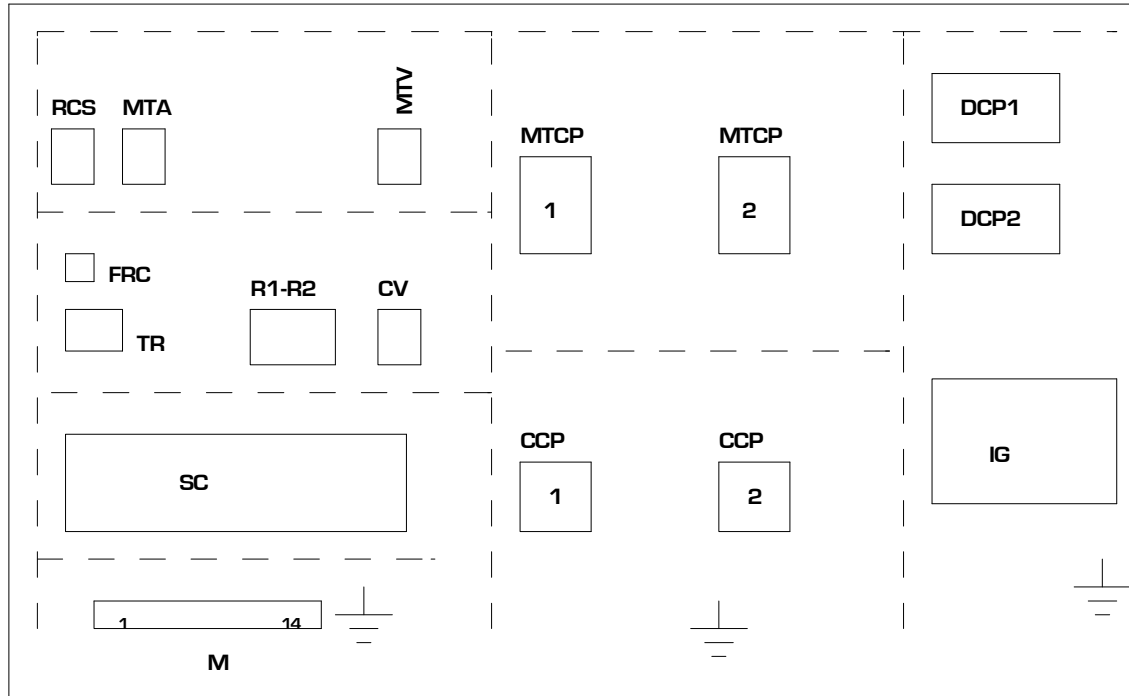 RCS MTA MTV
MTCP MTCP
DCP1
1 2
DCP2
FRC
R1-R2 CV
TR
CCP CCP
SC
1 2
IG
1 14
M